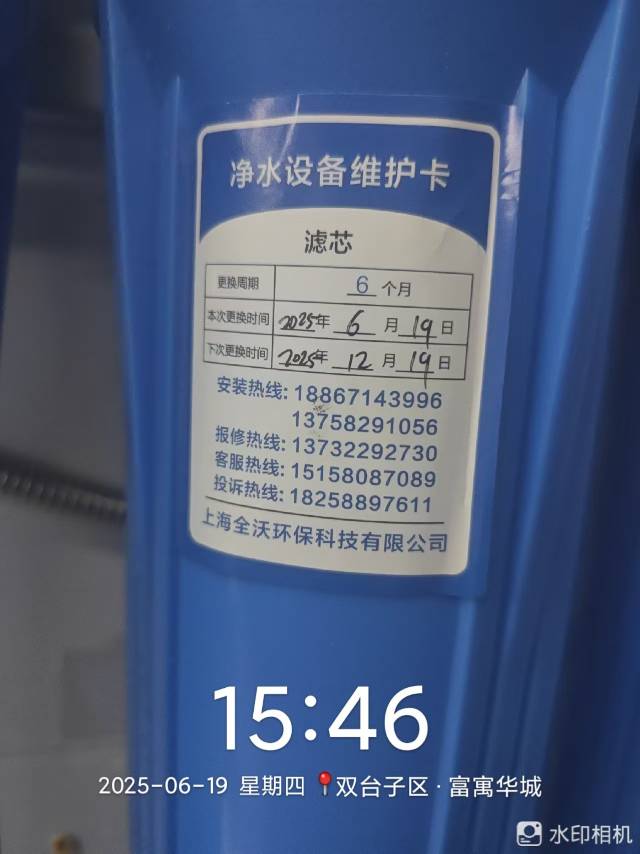 净水设备维护卡
滤芯
更换周期 6 个月
本次更换时间 2025年 6 月 19 日
下次更换时间 2025年 12 月 19 日
安装热线: 18867143996
13758291056
报修热线: 13732292730
客服热线: 15158087089
投诉热线: 18258897611
上海全沃环保科技有限公司
15:46
2025-06-19 星期四 双台子区·富寓华城
水印相机